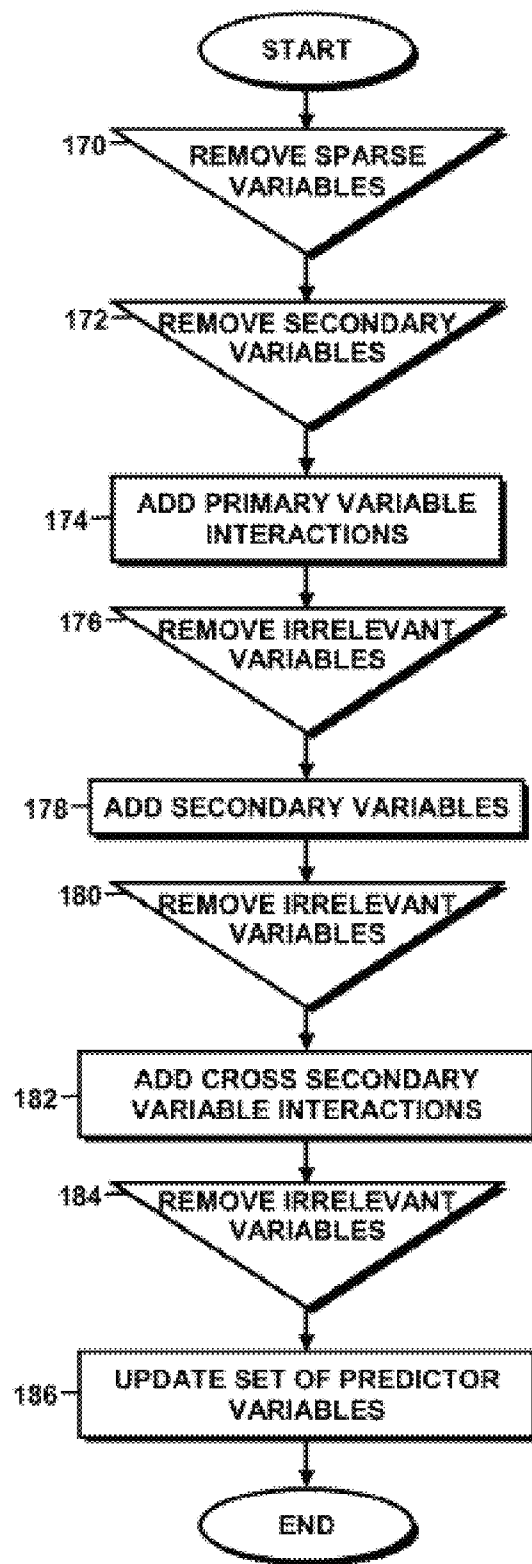 START
170
REMOVE SPARSE
VARIABLES
172
REMOVE SECONDARY
VARIABLES
174
ADD PRIMARY VARIABLE
INTERACTIONS
176
REMOVE IRRELEVANT
VARIABLES
178
ADD SECONDARY VARIABLES
180
REMOVE IRRELEVANT
VARIABLES
182
ADD CROSS SECONDARY
VARIABLE INTERACTIONS
184
REMOVE IRRELEVANT
VARIABLES
186
UPDATE SET OF PREDICTOR
VARIABLES
END